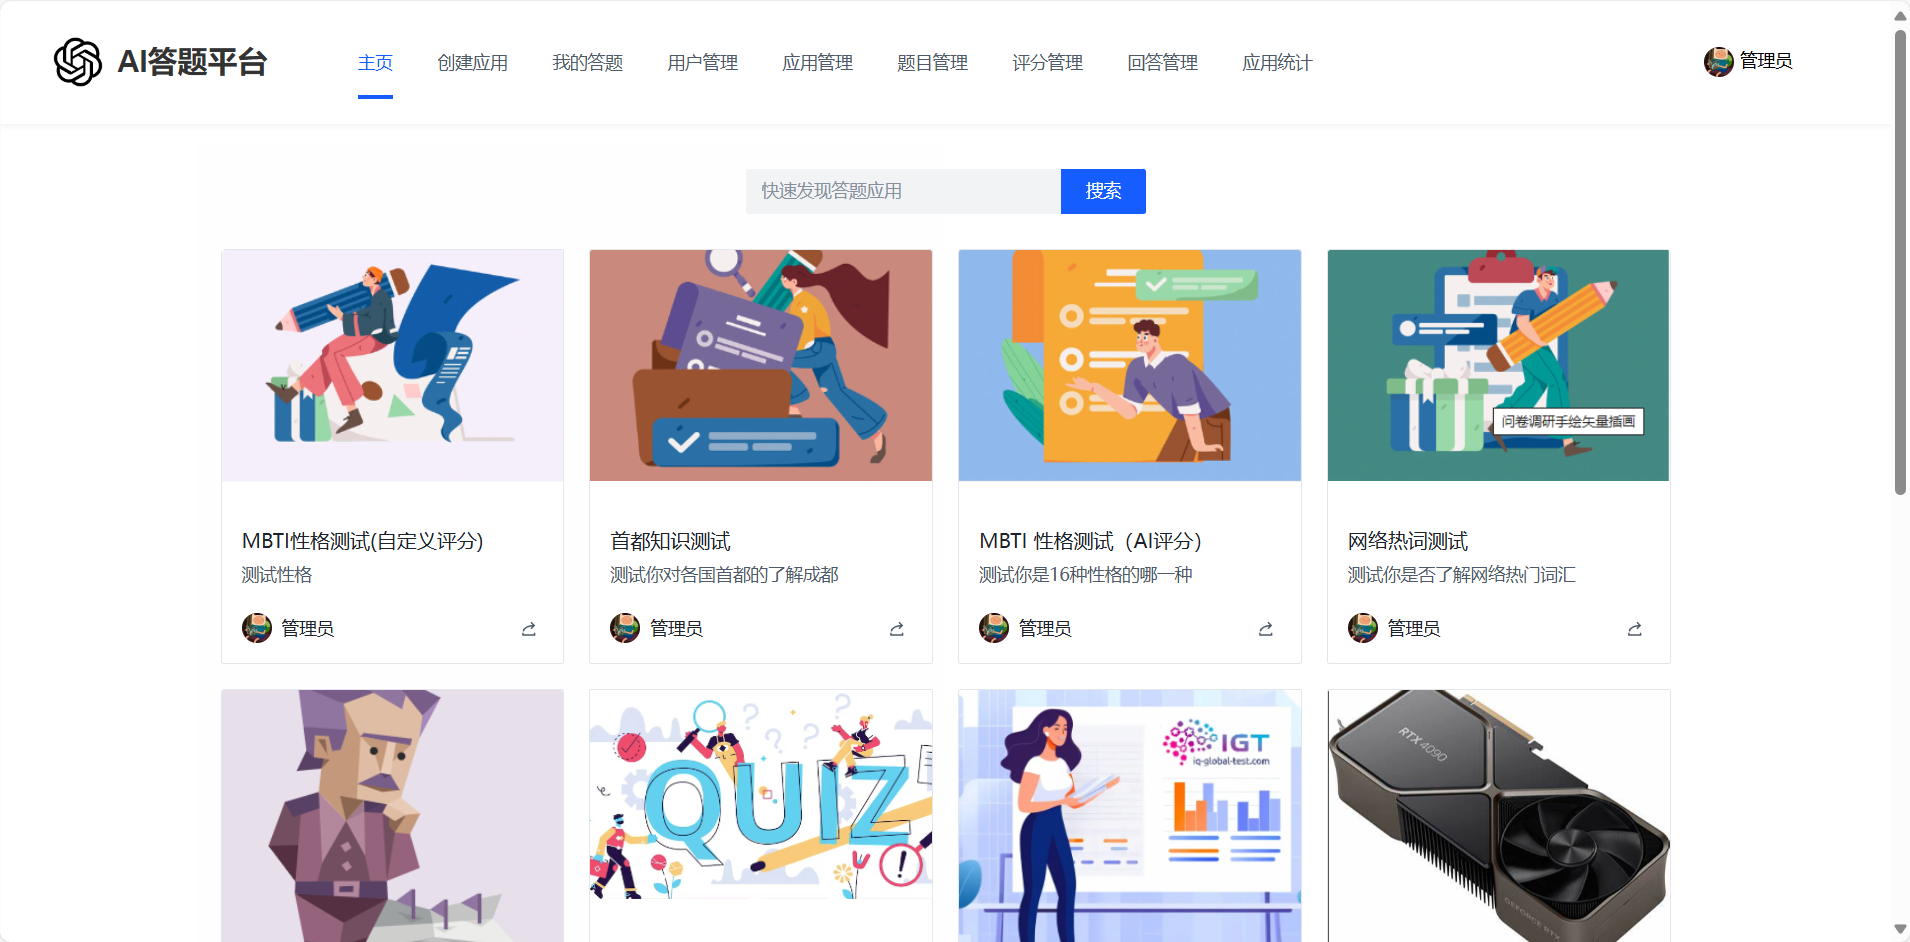 AI答题平台
主页 创建应用 我的答题 用户管理 应用管理 题目管理 评分管理 回答管理 应用统计
管理员
快速发现答题应用
搜索
问卷调研手绘矢量插画
MBTI性格测试(自定义评分)
测试性格
管理员
首都知识测试
测试你对各国首都的了解成都
管理员
MBTI 性格测试（AI评分）
测试你是16种性格的哪一种
管理员
网络热词测试
测试你是否了解网络热门词汇
管理员
QUIZ
IGT
iq-global-test.com
RTX 4090
GEFORCE RTX